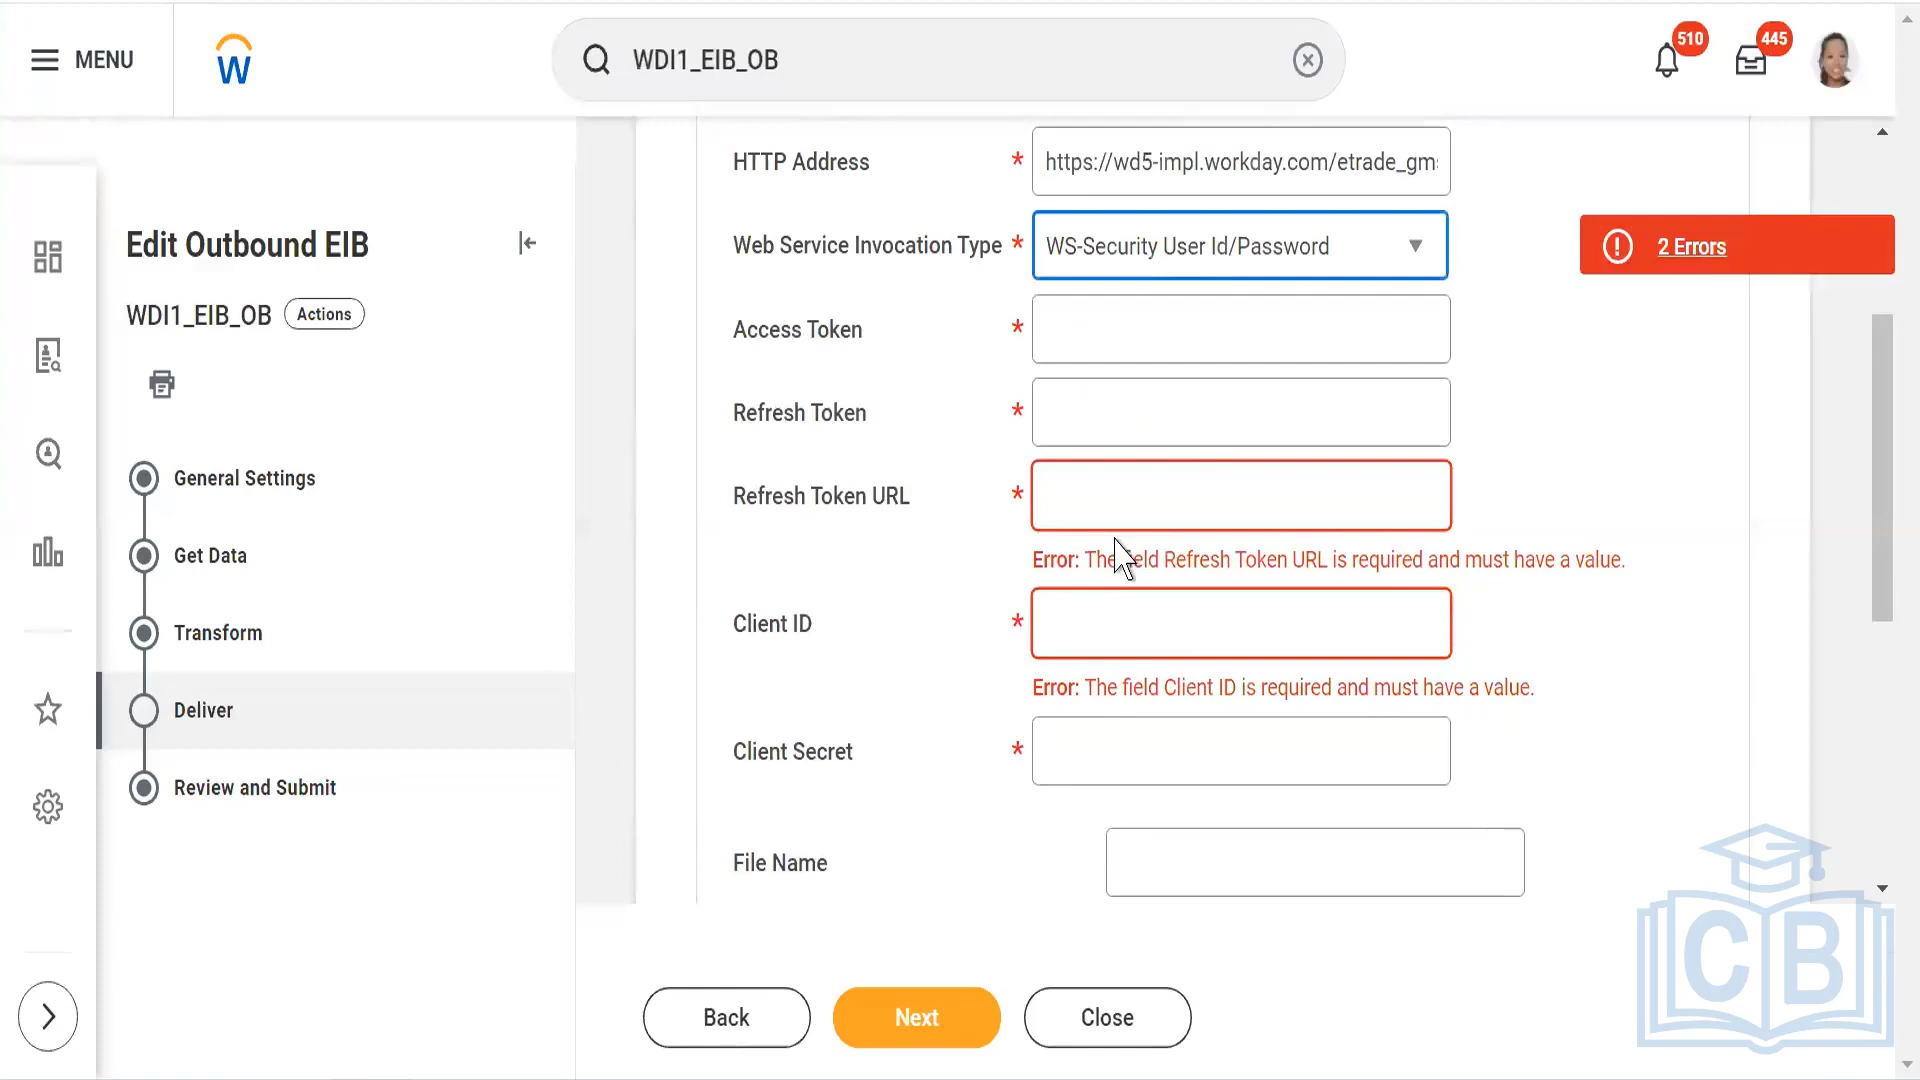 MENU
W
WDI1_EIB_OB
510
445
Edit Outbound EIB
WDI1_EIB_OB
Actions
General Settings
Get Data
Transform
Deliver
Review and Submit
HTTP Address *
https://wd5-impl.workday.com/etrade_gm
Web Service Invocation Type *
WS-Security User Id/Password
2 Errors
Access Token *
Refresh Token *
Refresh Token URL *
Error: The field Refresh Token URL is required and must have a value.
Client ID *
Error: The field Client ID is required and must have a value.
Client Secret *
File Name
Back
Next
Close
CB